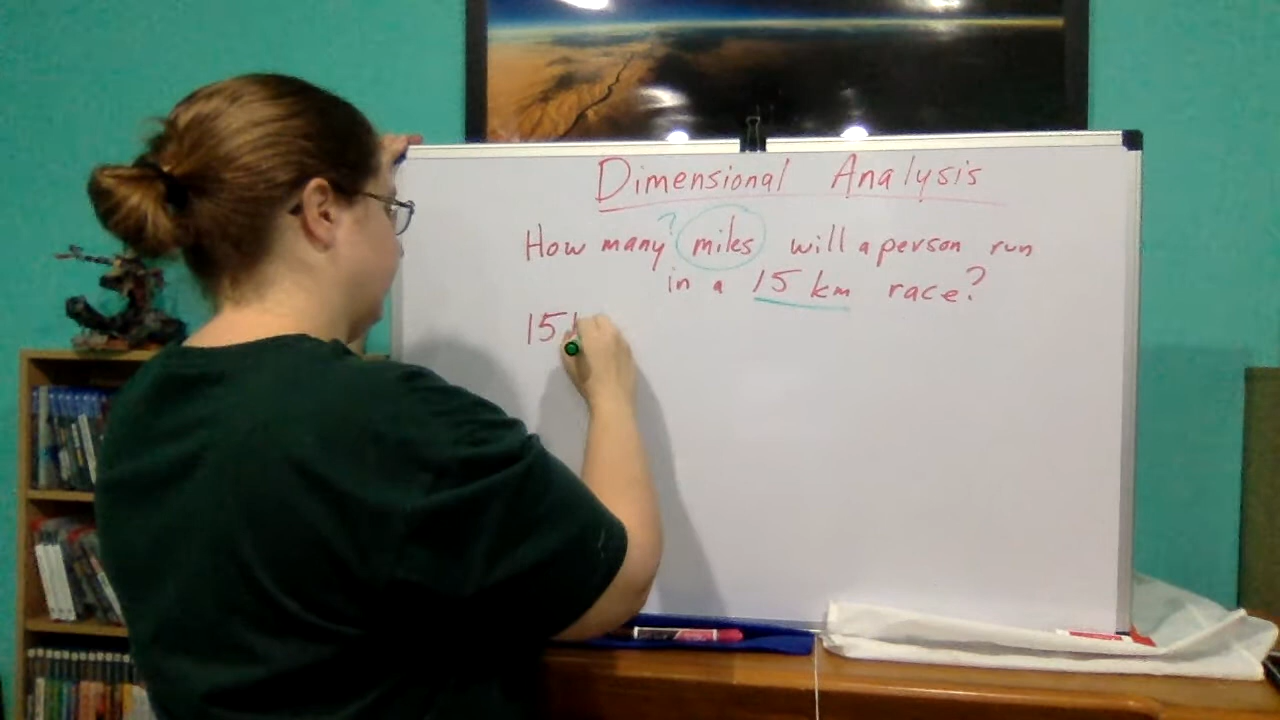 Dimensional Analysis
?
How many miles will a person run
in a 15 km race?
15